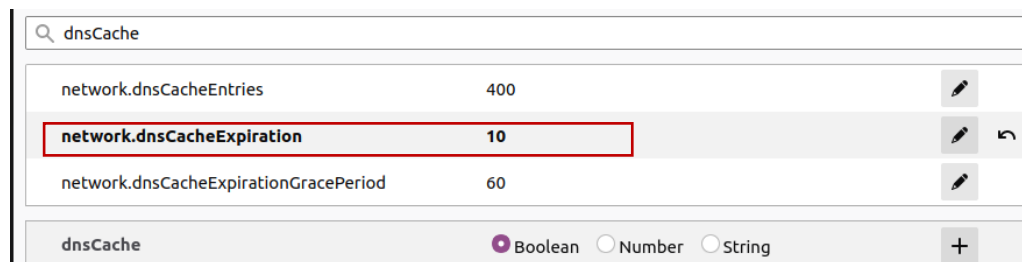 dnsCache
network.dnsCacheEntries 400
network.dnsCacheExpiration 10
network.dnsCacheExpirationGracePeriod 60
dnsCache Boolean Number String